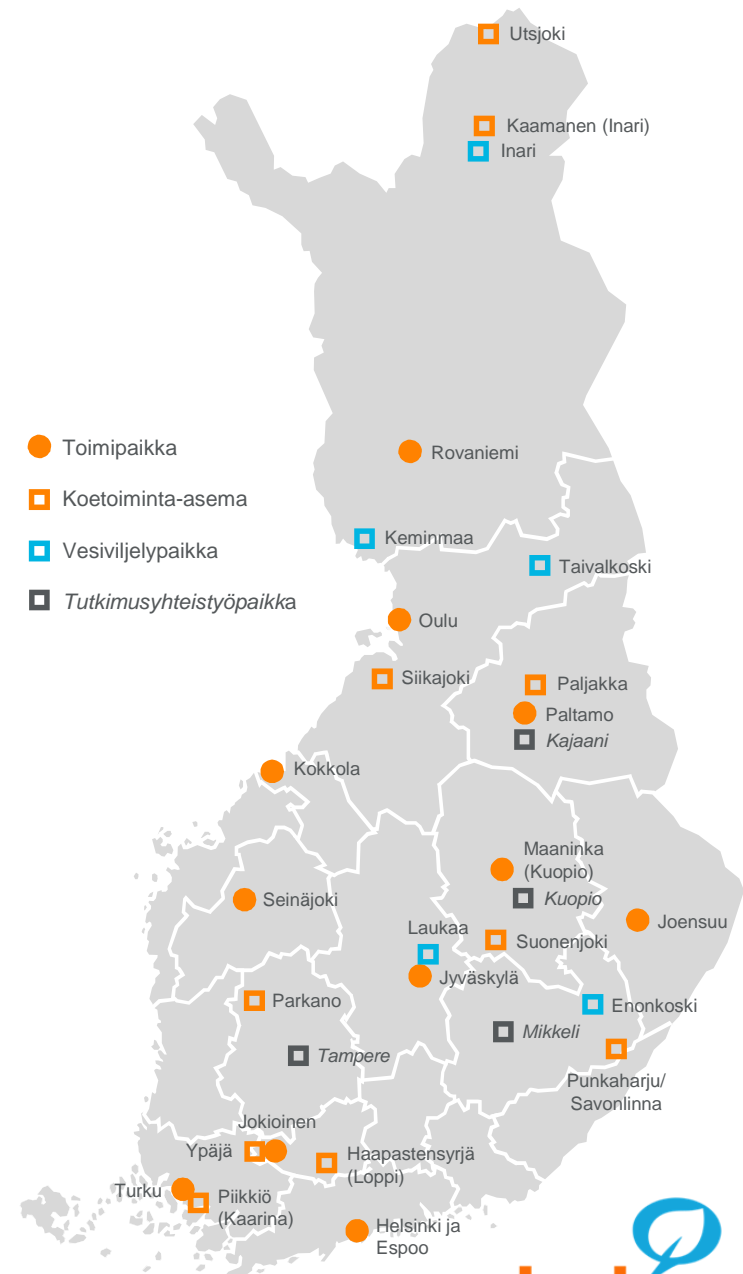 Utsjoki
Kaamanen (Inari)
Inari
Toimipaikka
Koetoiminta-asema
Vesiviljelypaikka
Tutkimusyhteistyöpaikka
Rovaniemi
Keminmaa
Taivalkoski
Oulu
Siikajoki
Paljakka
Paltamo
Kajaani
Kokkola
Maaninka
(Kuopio)
Kuopio
Seinäjoki
Joensuu
Laukaa
Suonenjoki
Jyväskylä
Parkano
Enonkoski
Mikkeli
Tampere
Punkaharju/
Savonlinna
Jokioinen
Ypäjä
Haapastensyrjä
(Loppi)
Turku
Piikkiö
(Kaarina)
Helsinki ja
Espoo